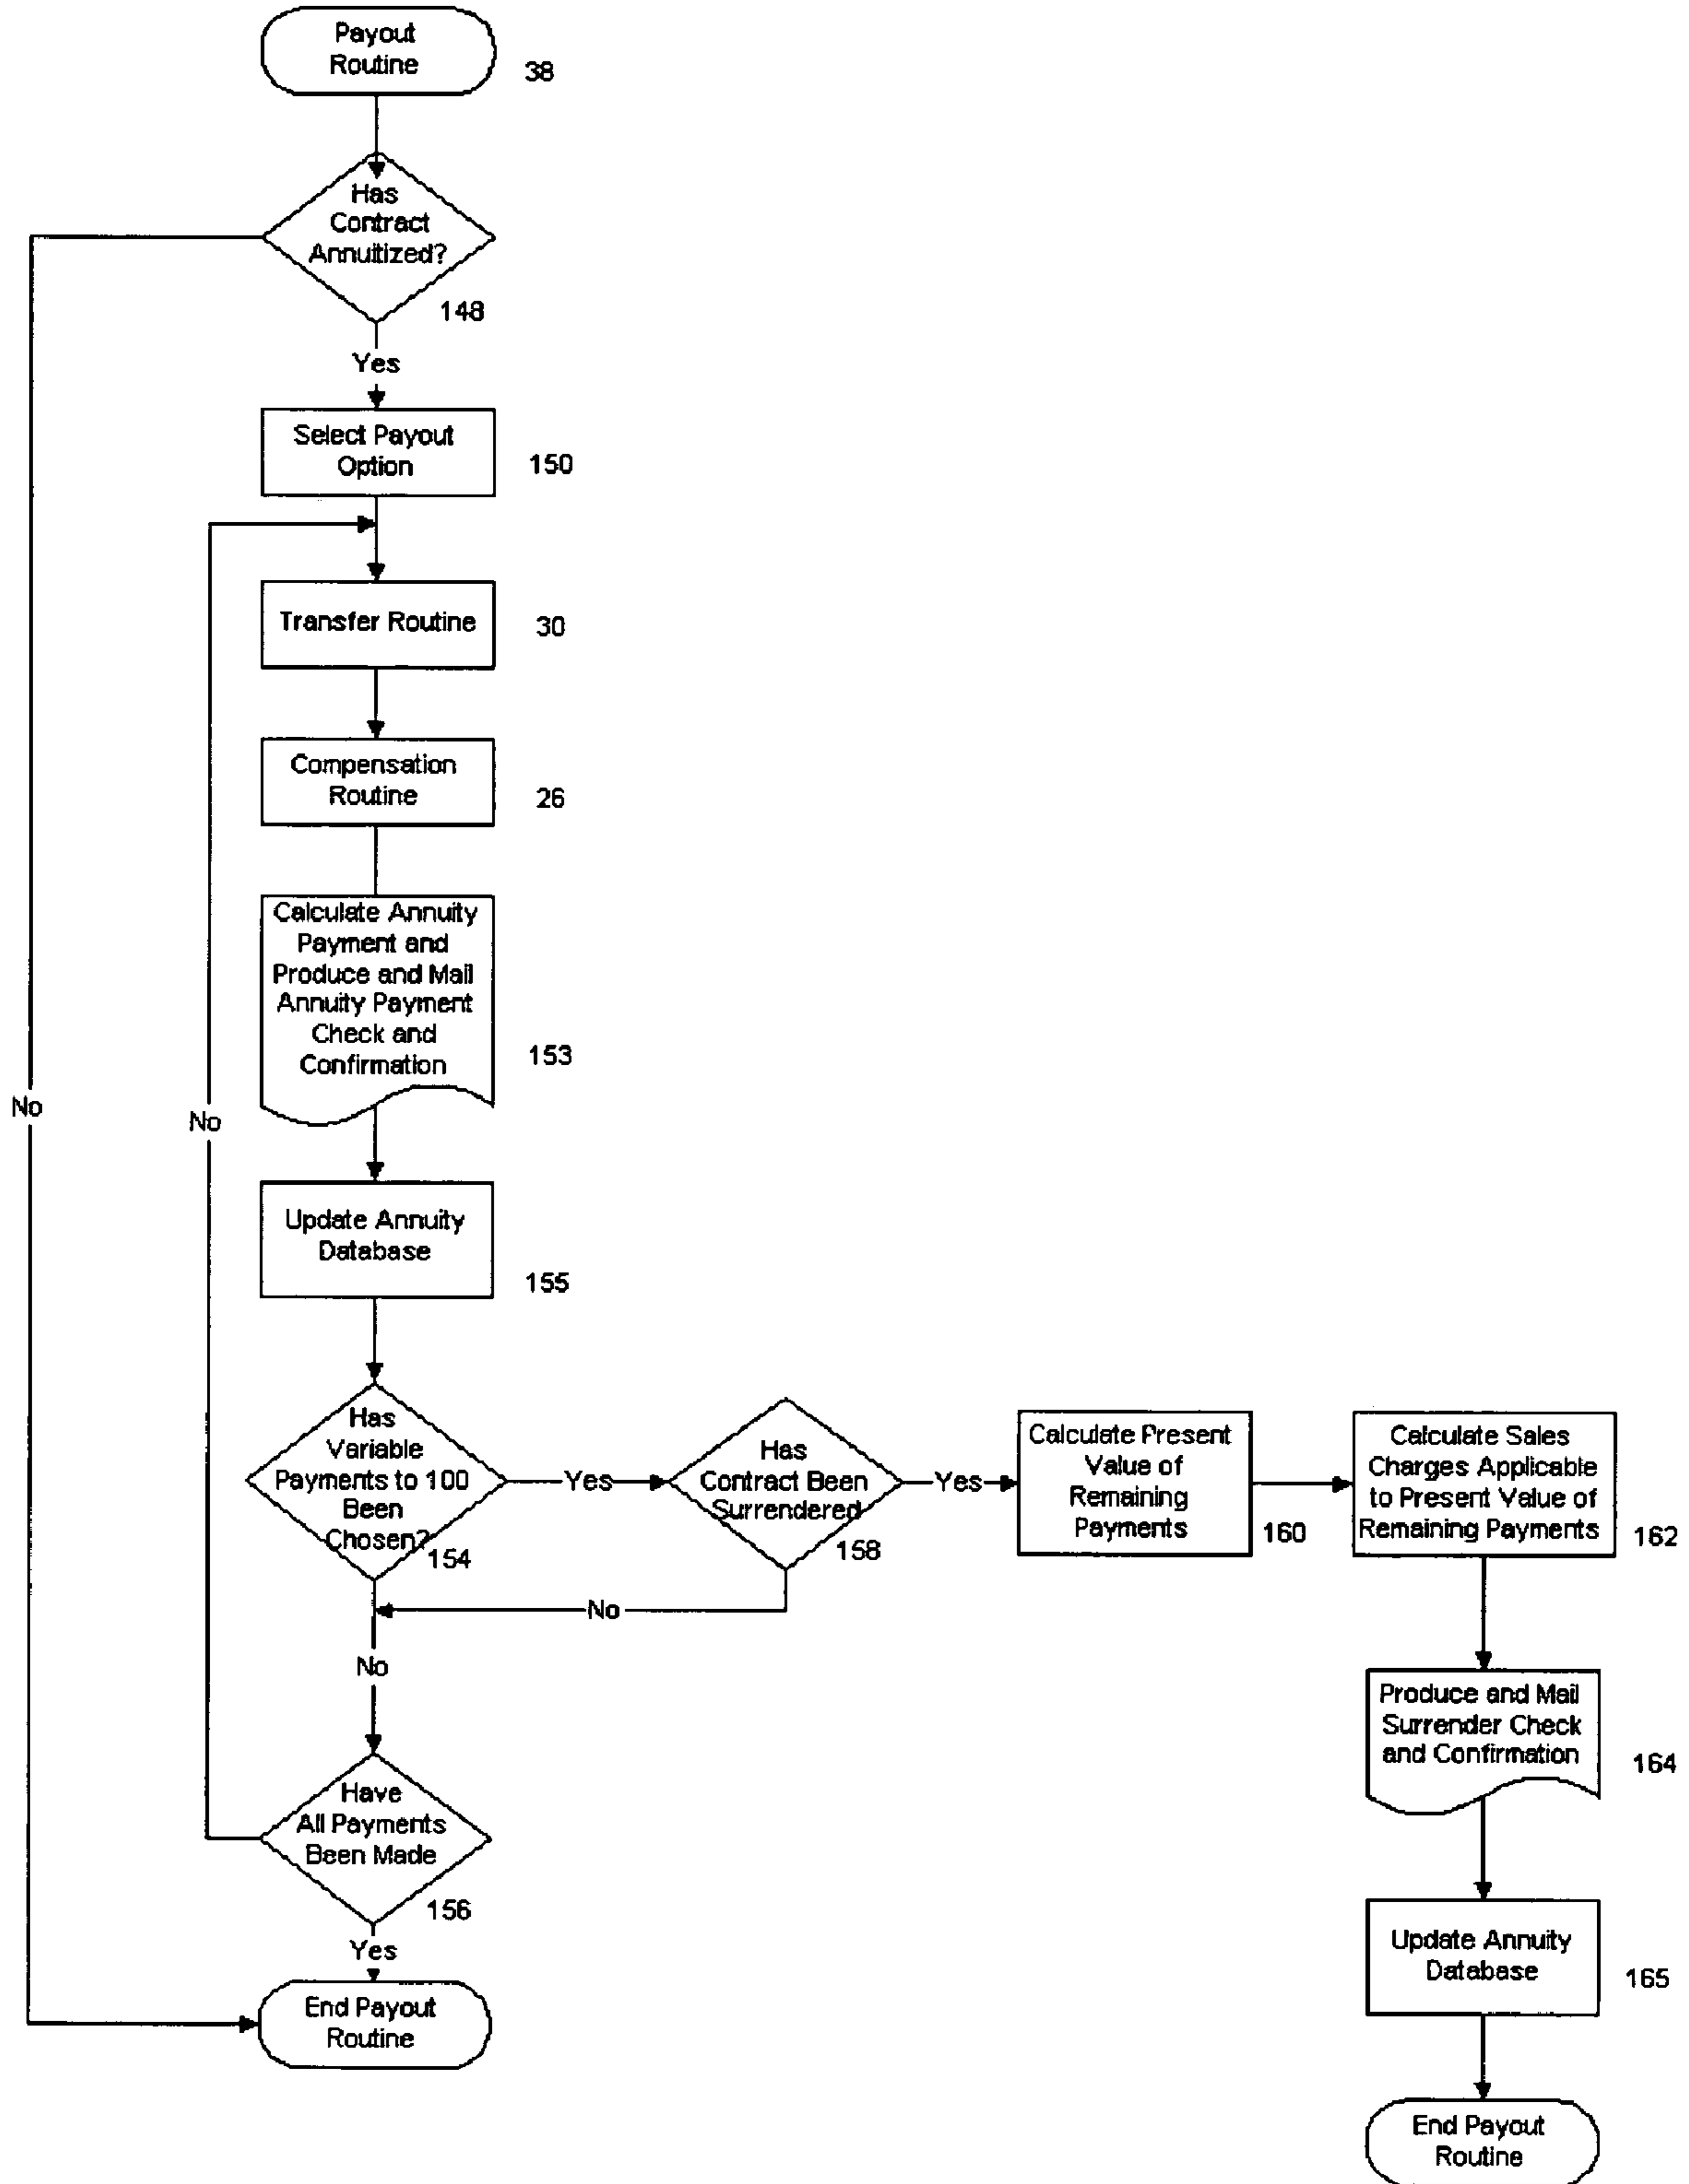 Payout
Routine
38
Has
Contract
Annuitized?
148
Yes
Select Payout
Option
150
Transfer Routine
30
Compensation
Routine
26
Calculate Annuity
Payment and
Produce and Mail
Annuity Payment
Check and
Confirmation
153
No
No
Update Annuity
Database
155
Has
Variable
Payments to 100
Been
Chosen?
154
Yes
Has
Contract Been
Surrendered
158
Yes
Calculate Present
Value of
Remaining
Payments
160
Calculate Sales
Charges Applicable
to Present Value of
Remaining Payments
162
No
No
Produce and Mail
Surrender Check
and Confirmation
164
Have
All Payments
Been Made
156
Yes
Update Annuity
Database
165
End Payout
Routine
End Payout
Routine